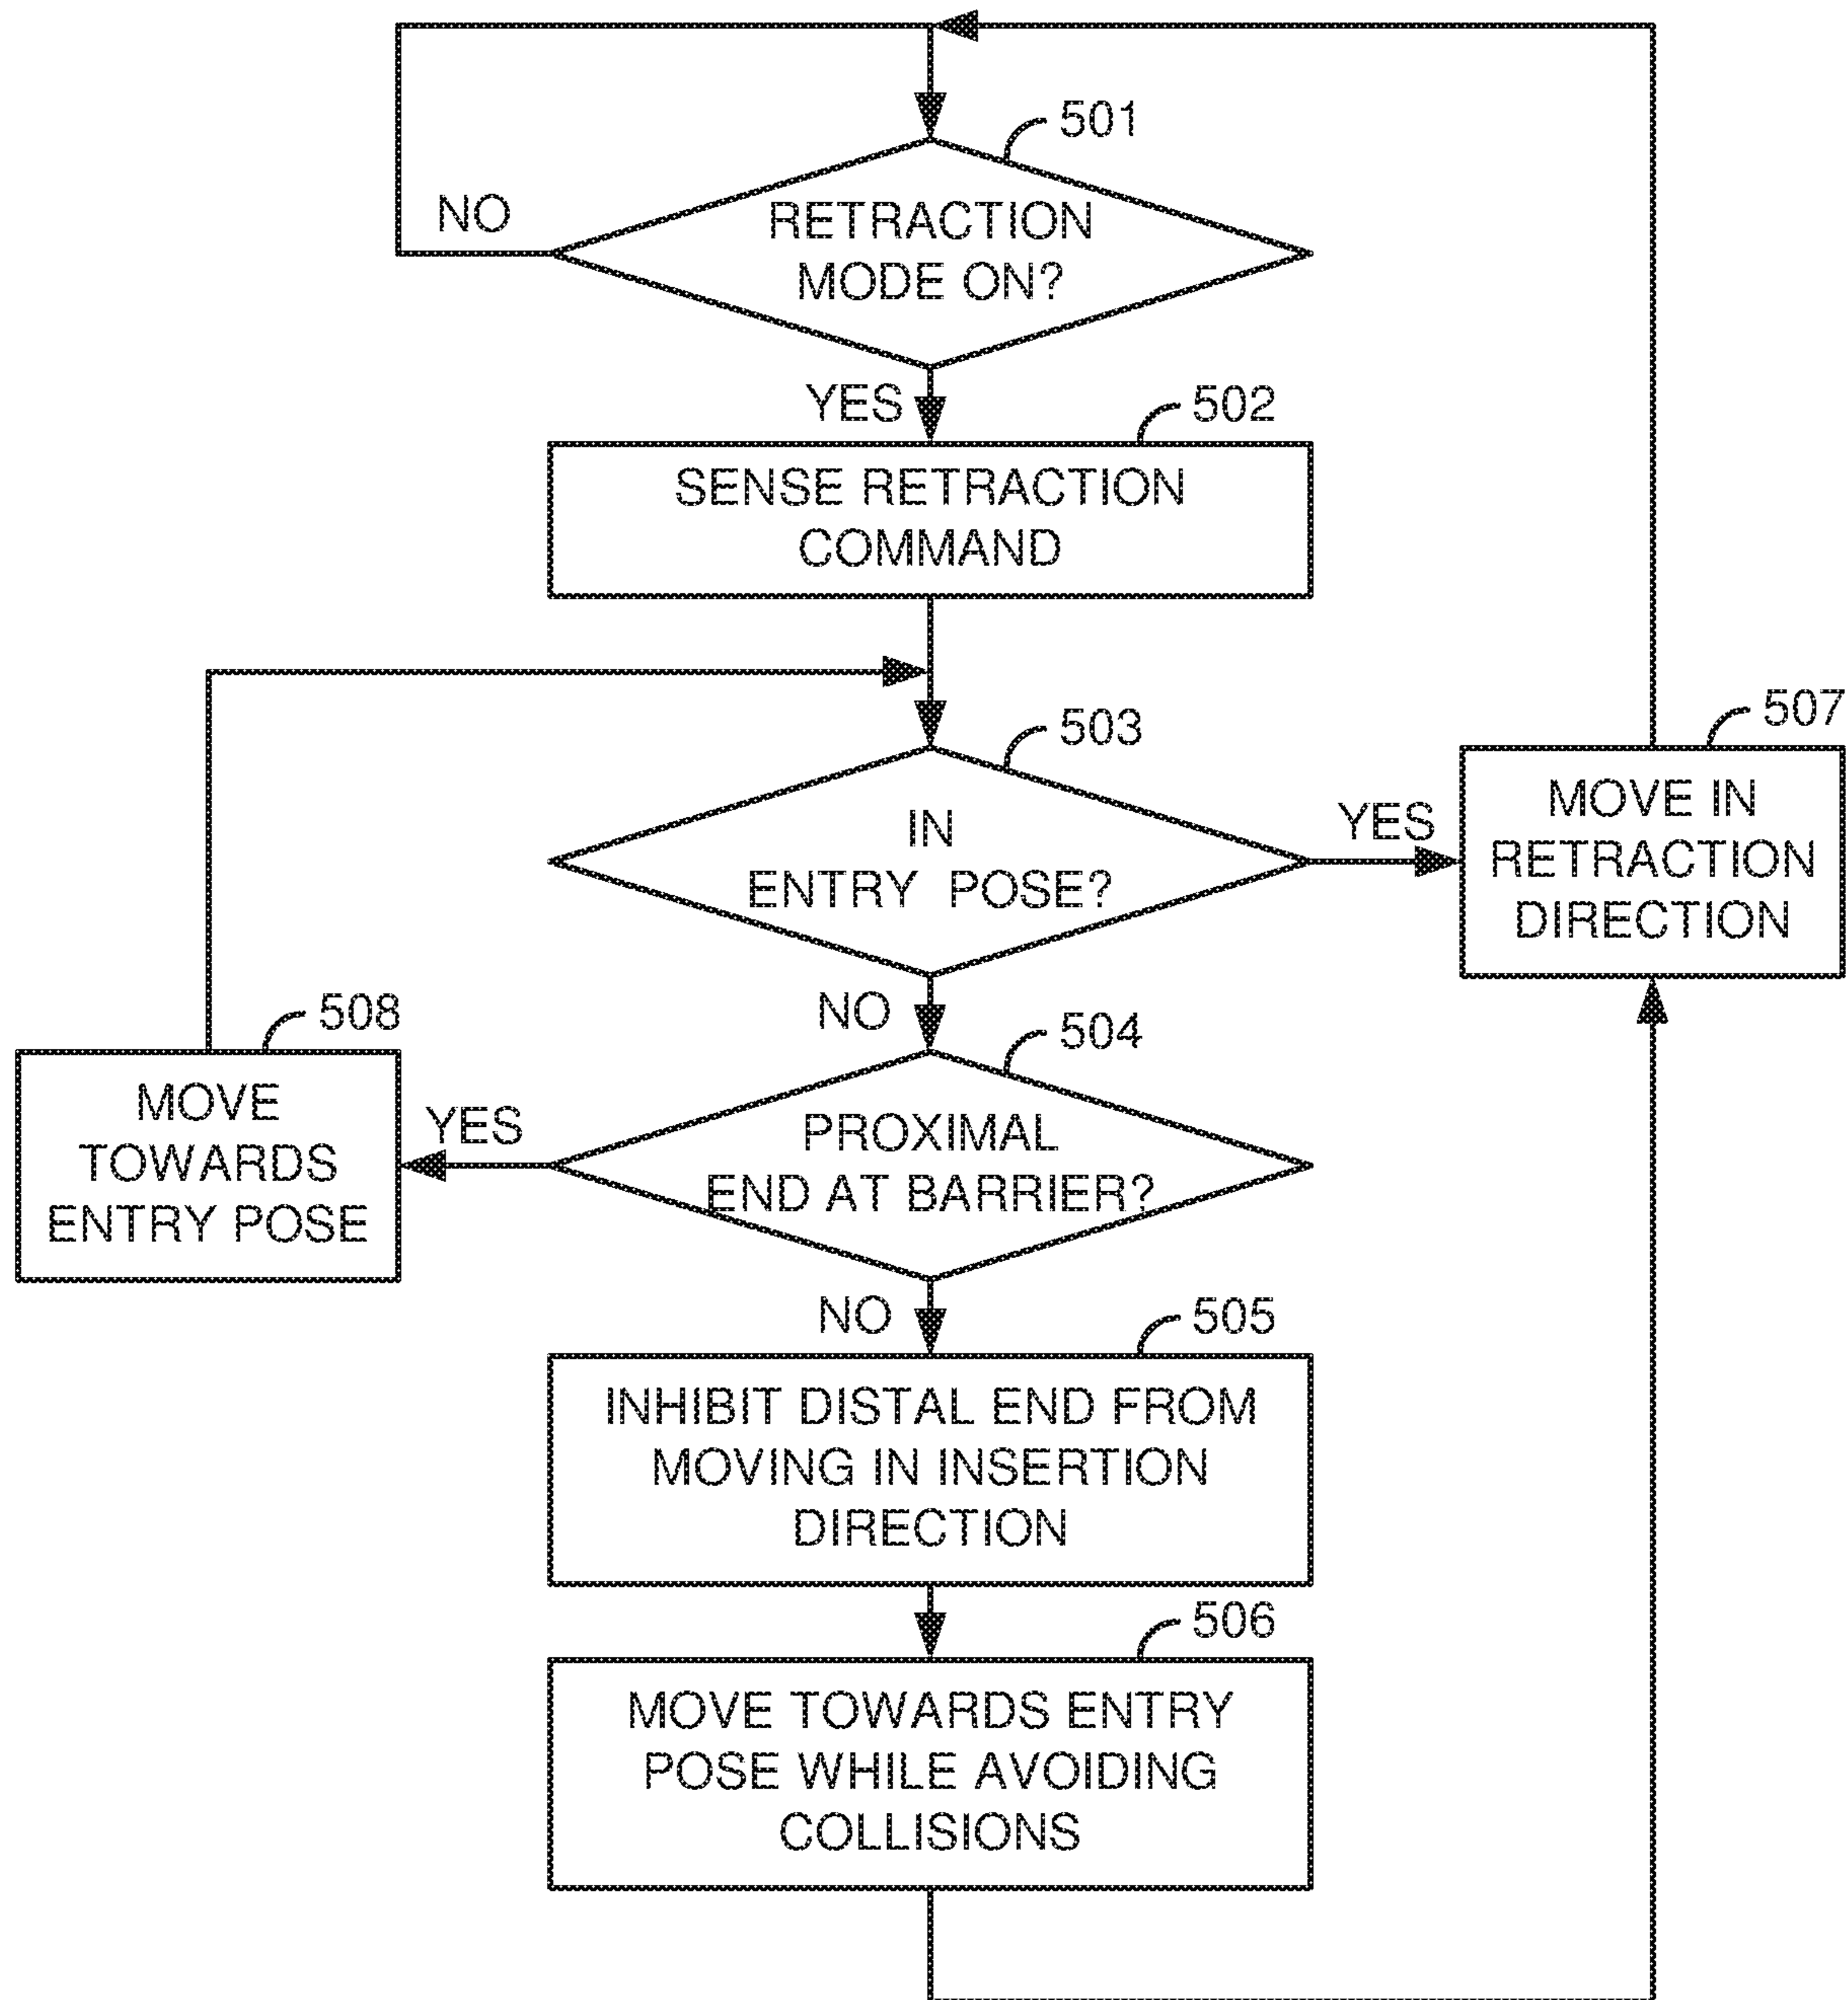 501
NO
RETRACTION
MODE ON?
YES
502
SENSE RETRACTION
COMMAND
503
507
IN
ENTRY POSE?
YES
MOVE IN
RETRACTION
DIRECTION
NO
508
504
MOVE
TOWARDS
ENTRY POSE
YES
PROXIMAL
END AT BARRIER?
NO
505
INHIBIT DISTAL END FROM
MOVING IN INSERTION
DIRECTION
506
MOVE TOWARDS ENTRY
POSE WHILE AVOIDING
COLLISIONS